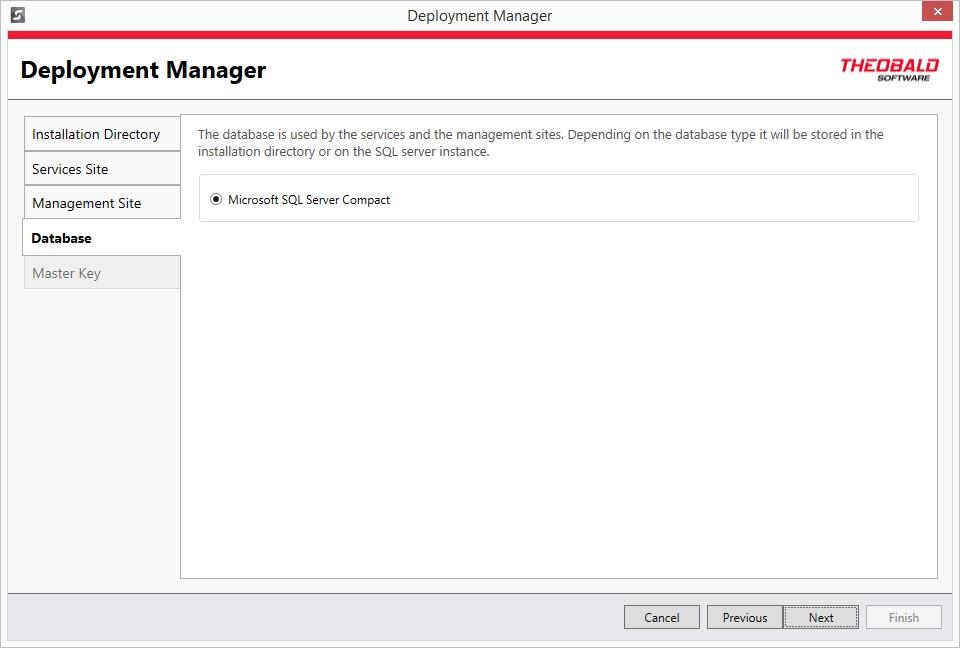 Deployment Manager
Deployment Manager
THEOBALD
SOFTWARE
Installation Directory
Services Site
Management Site
Database
Master Key
The database is used by the services and the management sites. Depending on the database type it will be stored in the
installation directory or on the SQL server instance.
Microsoft SQL Server Compact
Cancel
Previous
Next
Finish